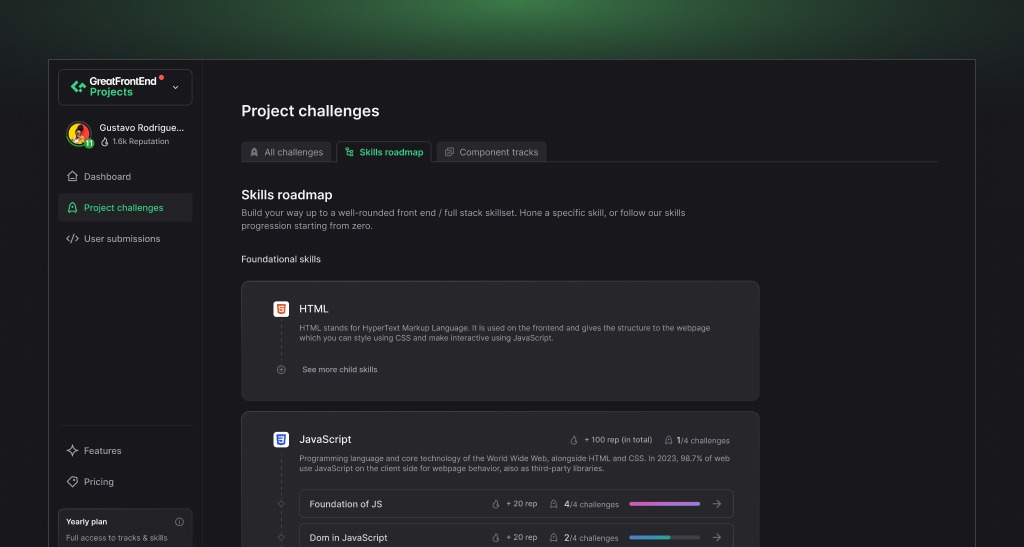 GreatFrontEnd
Projects
Gustavo Rodrigue...
11
1.6k Reputation
Dashboard
Project challenges
User submissions
Features
Pricing
Yearly plan
Full access to tracks & skills
Project challenges
All challenges
Skills roadmap
Component tracks
Skills roadmap
Build your way up to a well-rounded front end / full stack skillset. Hone a specific skill, or follow our skills
progression starting from zero.
Foundational skills
HTML
HTML stands for HyperText Markup Language. It is used on the frontend and gives the structure to the webpage
which you can style using CSS and make interactive using JavaScript.
See more child skills
JavaScript
+ 100 rep (in total)
1/4 challenges
Programming language and core technology of the World Wide Web, alongside HTML and CSS. In 2023, 98.7% of web
use JavaScript on the client side for webpage behavior, also as third-party libraries.
Foundation of JS
+ 20 rep
4/4 challenges
Dom in JavaScript
+ 20 rep
2/4 challenges